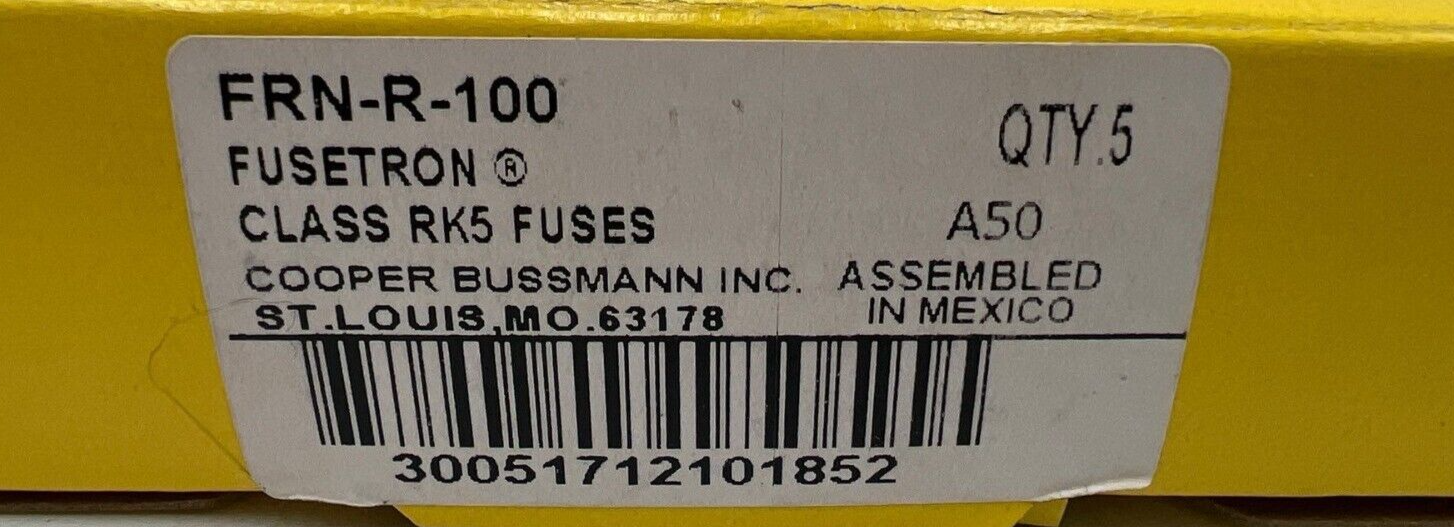 FRN-R-100
QTY.5
FUSETRON ®
CLASS RK5 FUSES
A50
COOPER BUSSMANN INC.
ASSEMBLED
ST.LOUIS,MO.63178
IN MEXICO
30051712101852